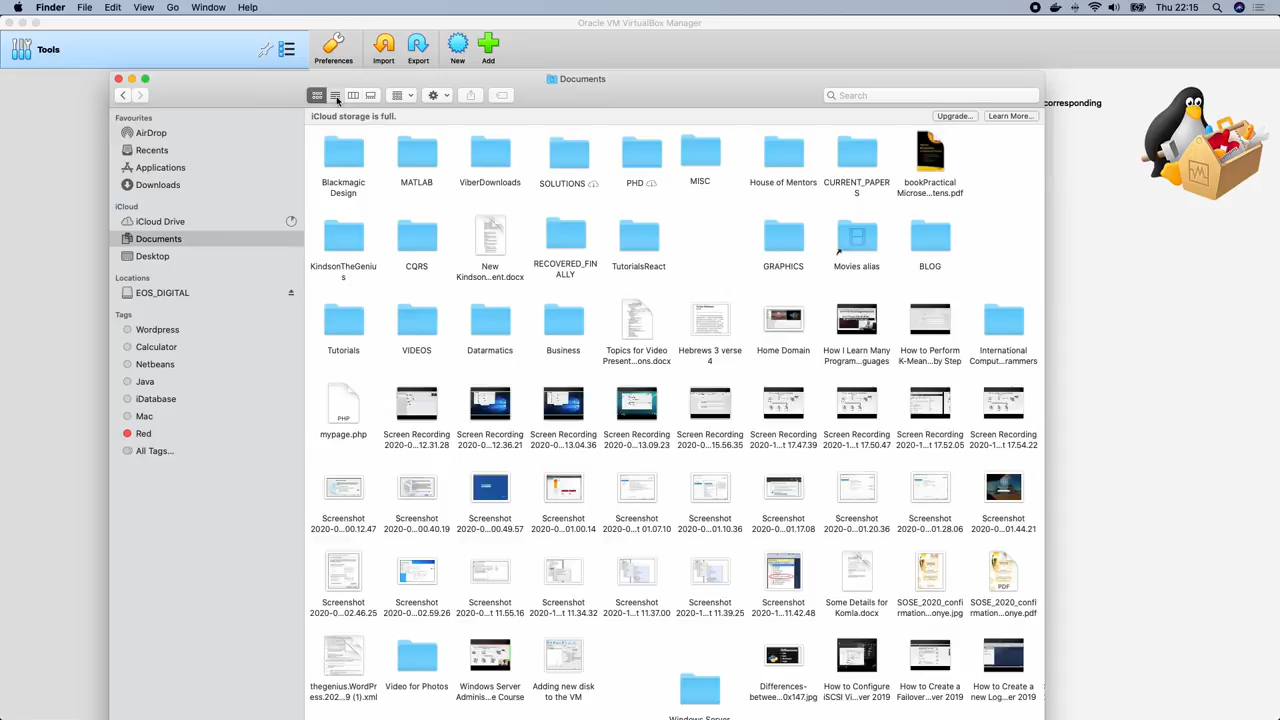 Finder File Edit View Go Window Help Thu 22:15
Oracle VM VirtualBox Manager
Tools
Preferences Import Export New Add
Documents
Search
corresponding
iCloud storage is full. Upgrade... Learn More...
Favourites
AirDrop
Recents
Applications
Downloads
iCloud
iCloud Drive
Documents
Desktop
Locations
EOS_DIGITAL
Tags
Wordpress
Calculator
Netbeans
Java
iDatabase
Mac
Red
All Tags...
Blackmagic Design MATLAB ViberDownloads SOLUTIONS PHD MISC House of Mentors CURRENT_PAPERS bookPractical Microse...tens.pdf
KindsonTheGenius CQRS New Kindson...ent.docx RECOVERED_FINALLY TutorialsReact GRAPHICS Movies alias BLOG
Tutorials VIDEOS Datarmatics Business Topics for Video Present...ons.docx Hebrews 3 verse 4 Home Domain How I Learn Many Program...guages How to Perform K-Mean...by Step International Comput...rammers
PHP
mypage.php Screen Recording Screen Recording Screen Recording Screen Recording Screen Recording Screen Recording Screen Recording Screen Recording Screen Recording
2020-0...12.31.28 2020-0...12.36.21 2020-0...13.04.36 2020-0...13.09.23 2020-0...15.56.35 2020-1...t 17.47.39 2020-1...t 17.50.47 2020-1...t 17.52.05 2020-1...t 17.54.22
Screenshot Screenshot Screenshot Screenshot Screenshot Screenshot Screenshot Screenshot Screenshot Screenshot
2020-0...00.12.47 2020-0...00.40.19 2020-0...00.49.57 2020-0...01.00.14 2020-0...t 01.07.10 2020-0...01.10.36 2020-0...01.17.08 2020-0...01.20.36 2020-0...01.28.06 2020-0...01.44.21
PDF
Screenshot Screenshot Screenshot Screenshot Screenshot Screenshot Screenshot Some Details for SOSE_2020_confi SOSE_2020_confi
2020-0...02.46.25 2020-0...02.59.26 2020-0...t 11.55.16 2020-1...t 11.34.32 2020-1...t 11.37.00 2020-1...t 11.39.25 2020-1...11.42.48 Komla.docx rmation...onye.jpg rmation...onye.pdf
thegenius.WordPr Video for Photos Windows Server Adding new disk Differences- How to Configure How to Create a How to Create a
ess.202...9 (1).xml Adminis...e Course to the VM betwee...0x147.jpg iSCSI Vi...ver 2019 Failover...ver 2019 new Log...er 2019
Windows Server